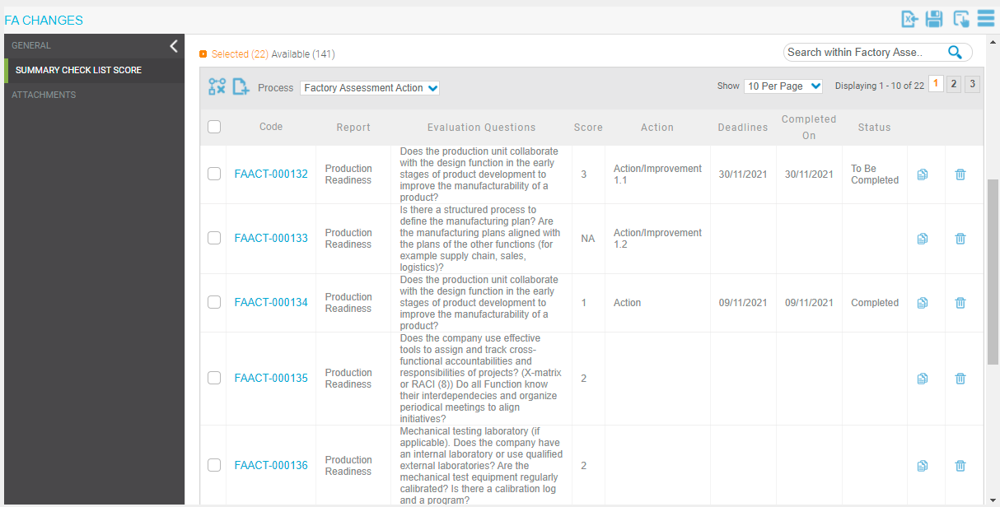 FA CHANGES
GENERAL
SUMMARY CHECK LIST SCORE
ATTACHMENTS
Selected (22) Available (141)
Search within Factory Asse..
Process Factory Assessment Action
Show 10 Per Page Displaying 1 - 10 of 22 1 2 3
Code Report Evaluation Questions Score Action Deadlines Completed
On Status
FAACT-000132
Production
Readiness
Does the production unit collaborate
with the design function in the early
stages of product development to
improve the manufacturability of a
product?
3
Action/Improvement
1.1
30/11/2021
30/11/2021
To Be
Completed
FAACT-000133
Production
Readiness
Is there a structured process to
define the manufacturing plan? Are
the manufacturing plans aligned with
the plans of the other functions (for
example supply chain, sales,
logistics)?
NA
Action/Improvement
1.2
FAACT-000134
Production
Readiness
Does the production unit collaborate
with the design function in the early
stages of product development to
improve the manufacturability of a
product?
1
Action
09/11/2021
09/11/2021
Completed
FAACT-000135
Production
Readiness
Does the company use effective
tools to assign and track cross-
functional accountabilities and
responsibilities of projects? (X-matrix
or RACI (8)) Do all Function know
their interdependecies and organize
periodical meetings to align
initiatives?
2
FAACT-000136
Production
Readiness
Mechanical testing laboratory (if
applicable). Does the company have
an internal laboratory or use qualified
external laboratories? Are the
mechanical test equipment regularly
calibrated? Is there a calibration log
and a program?
2